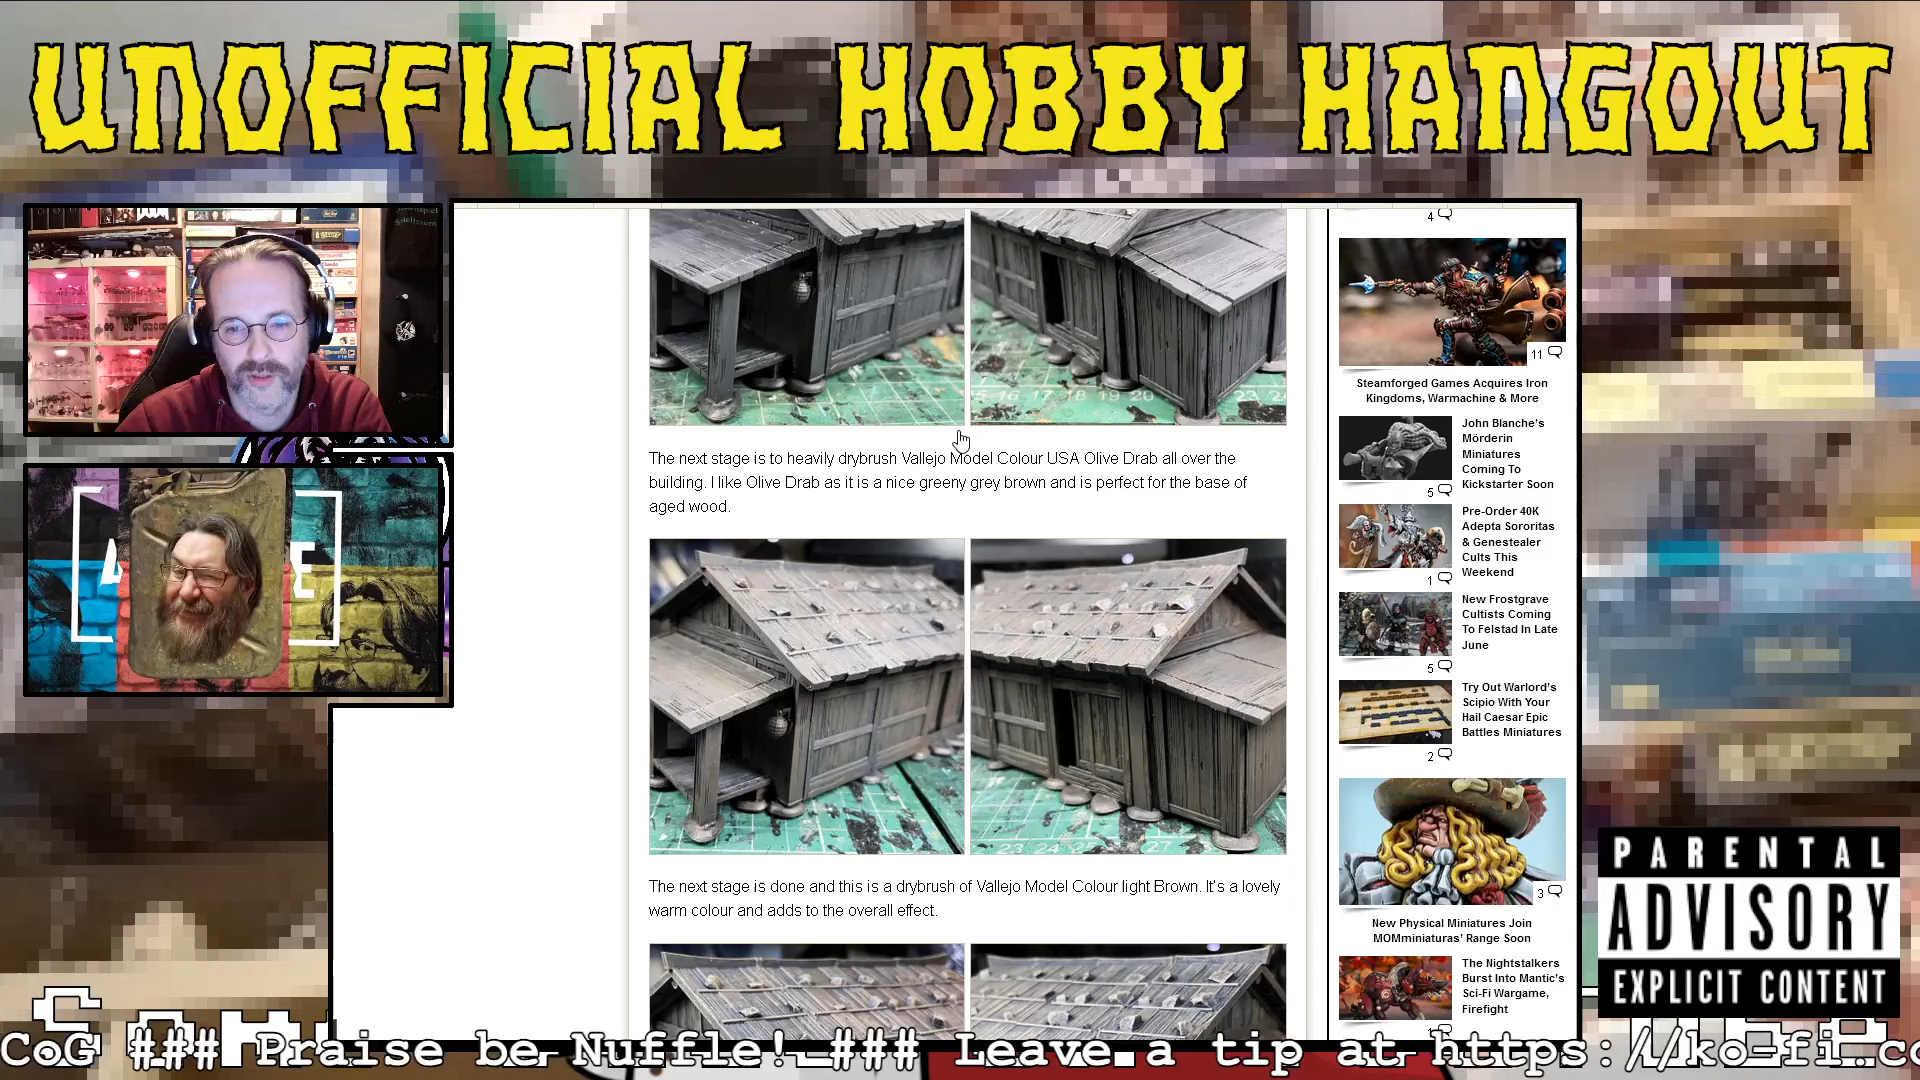 UNOFFICIAL HOBBY HANGOUT
4
The next stage is to heavily drybrush Vallejo Model Colour USA Olive Drab all over the
building. I like Olive Drab as it is a nice greeny grey brown and is perfect for the base of
aged wood.
The next stage is done and this is a drybrush of Vallejo Model Colour light Brown. It's a lovely
warm colour and adds to the overall effect.
11
Steamforged Games Acquires Iron
Kingdoms, Warmachine & More
John Blanche's
Mörderin
Miniatures
Coming To
Kickstarter Soon
5
Pre-Order 40K
Adepta Sororitas
& Genestealer
Cults This
Weekend
1
New Frostgrave
Cultists Coming
To Felstad In Late
June
5
Try Out Warlord's
Scipio With Your
Hail Caesar Epic
Battles Miniatures
2
3
New Physical Miniatures Join
MOMminiaturas' Range Soon
The Nightstalkers
Burst Into Mantic's
Sci-Fi Wargame,
Firefight
PARENTAL
ADVISORY
EXPLICIT CONTENT
CoG ### Praise be Nuffle! ### Leave a tip at https://ko-fi.co